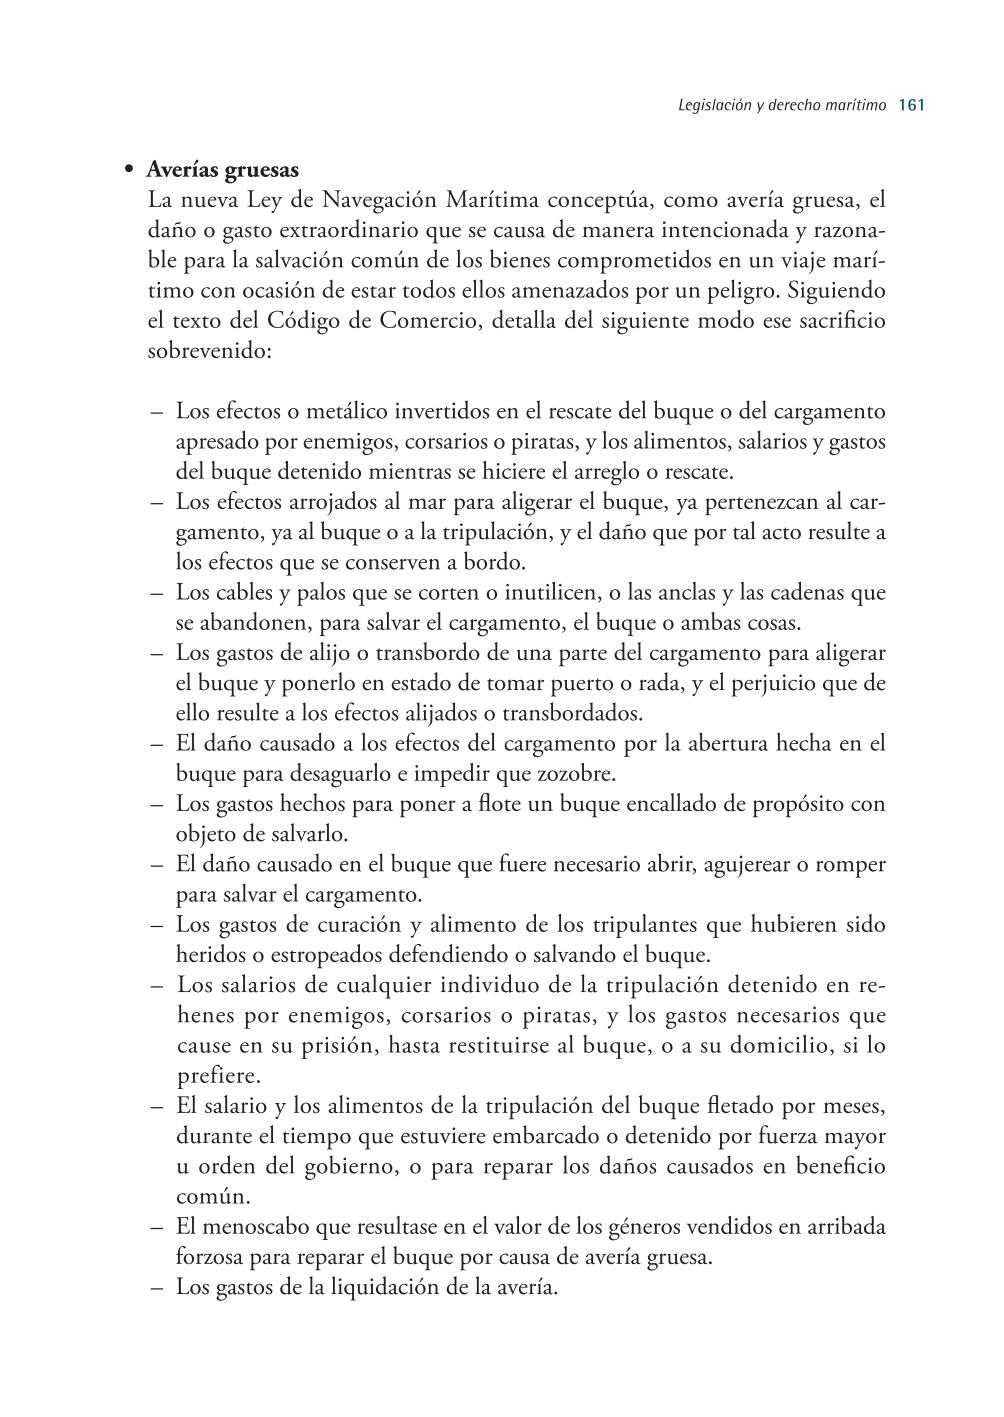 Legislación y derecho marítimo 161
• Averías gruesas
La nueva Ley de Navegación Marítima conceptúa, como avería gruesa, el
daño o gasto extraordinario que se causa de manera intencionada y razona-
ble para la salvación común de los bienes comprometidos en un viaje marí-
timo con ocasión de estar todos ellos amenazados por un peligro. Siguiendo
el texto del Código de Comercio, detalla del siguiente modo ese sacrificio
sobrevenido:
– Los efectos o metálico invertidos en el rescate del buque o del cargamento
apresado por enemigos, corsarios o piratas, y los alimentos, salarios y gastos
del buque detenido mientras se hiciere el arreglo o rescate.
– Los efectos arrojados al mar para aligerar el buque, ya pertenezcan al car-
gamento, ya al buque o a la tripulación, y el daño que por tal acto resulte a
los efectos que se conserven a bordo.
– Los cables y palos que se corten o inutilicen, o las anclas y las cadenas que
se abandonen, para salvar el cargamento, el buque o ambas cosas.
– Los gastos de alijo o transbordo de una parte del cargamento para aligerar
el buque y ponerlo en estado de tomar puerto o rada, y el perjuicio que de
ello resulte a los efectos alijados o transbordados.
– El daño causado a los efectos del cargamento por la abertura hecha en el
buque para desaguarlo e impedir que zozobre.
– Los gastos hechos para poner a flote un buque encallado de propósito con
objeto de salvarlo.
– El daño causado en el buque que fuere necesario abrir, agujerear o romper
para salvar el cargamento.
– Los gastos de curación y alimento de los tripulantes que hubieren sido
heridos o estropeados defendiendo o salvando el buque.
– Los salarios de cualquier individuo de la tripulación detenido en re-
henes por enemigos, corsarios o piratas, y los gastos necesarios que
cause en su prisión, hasta restituirse al buque, o a su domicilio, si lo
prefiere.
– El salario y los alimentos de la tripulación del buque fletado por meses,
durante el tiempo que estuviere embarcado o detenido por fuerza mayor
u orden del gobierno, o para reparar los daños causados en beneficio
común.
– El menoscabo que resultase en el valor de los géneros vendidos en arribada
forzosa para reparar el buque por causa de avería gruesa.
– Los gastos de la liquidación de la avería.